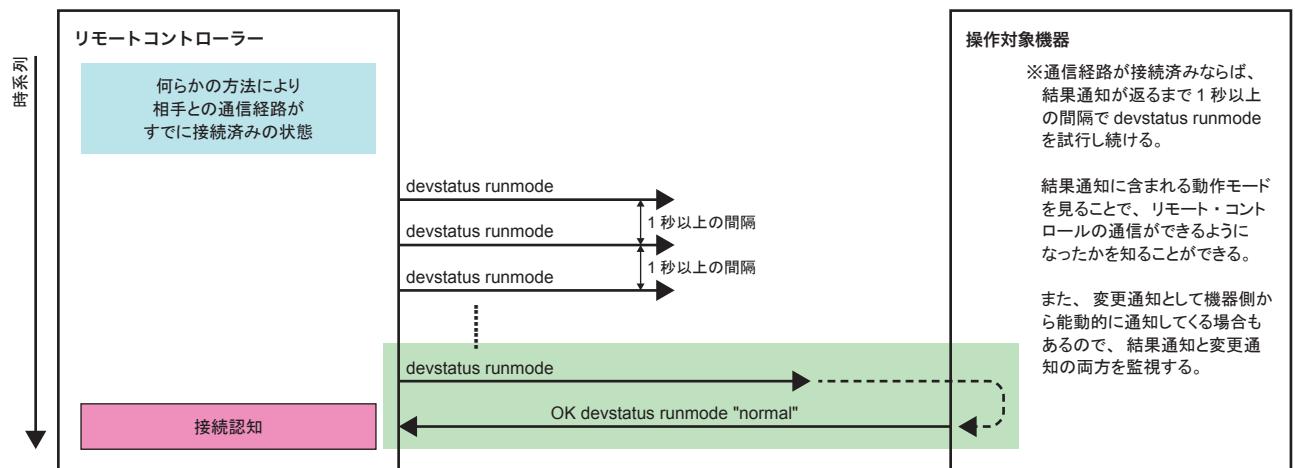 時系列
リモートコントローラー
何らかの方法により
相手との通信経路が
すでに接続済みの状態
devstatus runmode
1 秒以上の間隔
devstatus runmode
1 秒以上の間隔
devstatus runmode
devstatus runmode
OK devstatus runmode "normal"
接続認知
操作対象機器
※通信経路が接続済みならば、
結果通知が返るまで 1 秒以上
の間隔で devstatus runmode
を試行し続ける。
結果通知に含まれる動作モード
を見ることで、リモート・コント
ロールの通信ができるように
なったかを知ることができる。
また、変更通知として機器側か
ら能動的に通知してくる場合も
あるので、結果通知と変更通
知の両方を監視する。